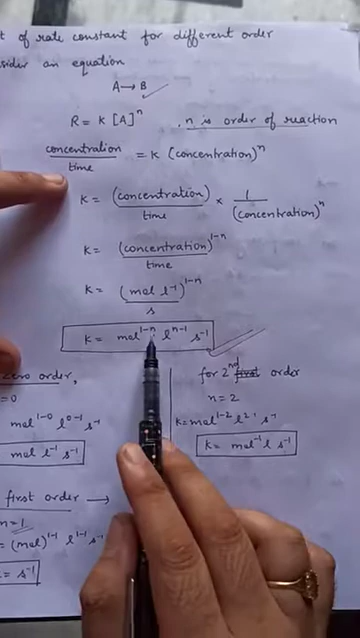 t of rate constant for different order
sider an equation
A → B
R = K [A]ⁿ , n is order of reaction
concentration/time = K (concentration)ⁿ
K = (concentration)/time × 1/(concentration)ⁿ
K = (concentration)¹⁻ⁿ/time
K = (mol l⁻¹)¹⁻ⁿ/s
K = mol¹⁻ⁿ lⁿ⁻¹ s⁻¹
zero order,
= 0
mol¹⁻⁰ l⁰⁻¹ s⁻¹
mol l⁻¹ s⁻¹
for 2nd order
n = 2
K = mol¹⁻² l²⁻¹ s⁻¹
K = mol⁻¹ l s⁻¹
first order →
n = 1
= (mol)¹⁻¹ l¹⁻¹ s⁻¹
= s⁻¹